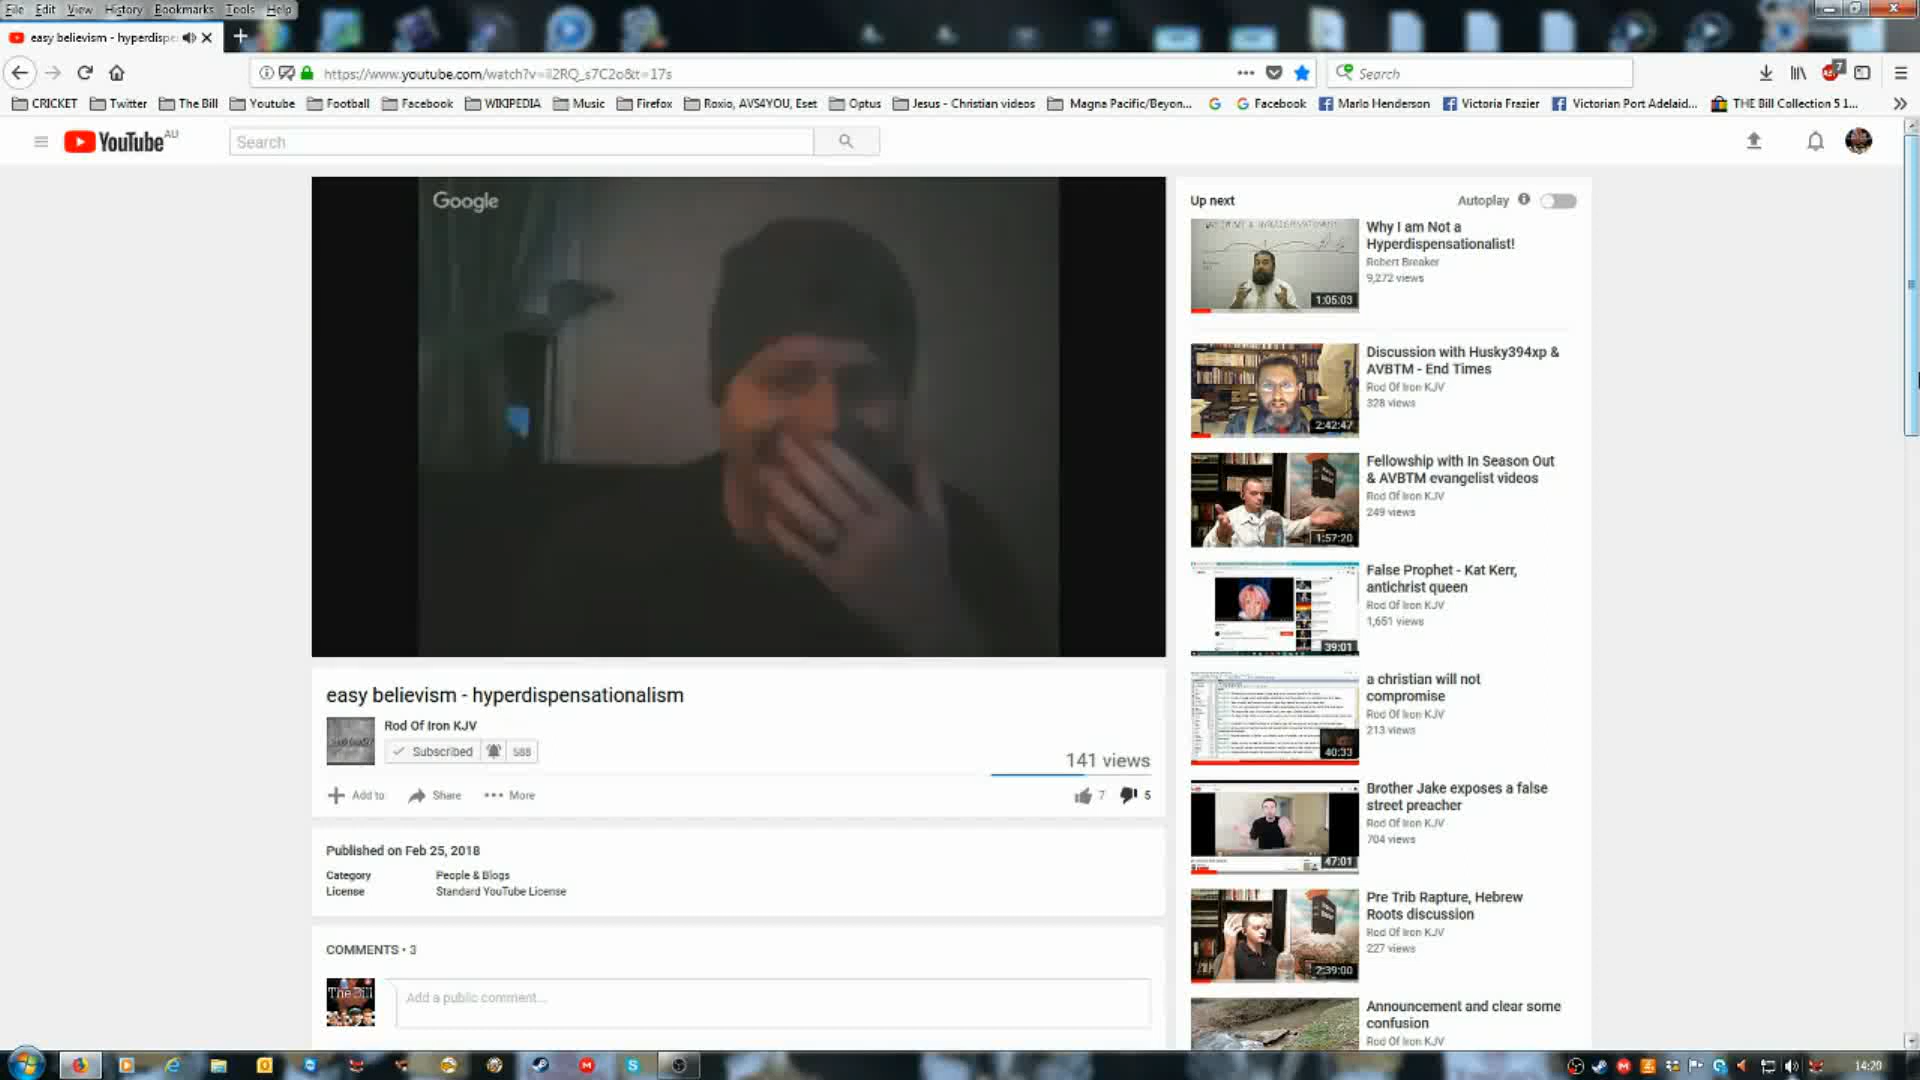 File Edit View History Bookmarks Tools Help
easy believism - hyperdispe
https://www.youtube.com/watch?v=
Search
CRICKET Twitter The Bill Youtube Football Facebook WIKIPEDIA Music Firefox Roxio, AVS4YOU, Eset Optus Jesus - Christian videos Magna Pacific/Beyon... Facebook Marlo Henderson Victoria Frazier Victorian Port Adelaid... THE Bill Collection 5 1...
YouTube AU
Search
Google
Up next
Autoplay
Why I am Not a
Hyperdispensationalist!
Robert Breaker
9,272 views
1:05:03
Discussion with Husky394xp &
AVBTM - End Times
Rod Of Iron KJV
328 views
2:42:47
Fellowship with In Season Out
& AVBTM evangelist videos
Rod Of Iron KJV
249 views
1:57:20
False Prophet - Kat Kerr,
antichrist queen
Rod Of Iron KJV
1,651 views
39:01
a christian will not
compromise
Rod Of Iron KJV
213 views
40:33
Brother Jake exposes a false
street preacher
Rod Of Iron KJV
704 views
47:01
Pre Trib Rapture, Hebrew
Roots discussion
Rod Of Iron KJV
227 views
2:39:00
Announcement and clear some
confusion
Rod Of Iron KJV
easy believism - hyperdispensationalism
Rod Of Iron KJV
Subscribed 588
141 views
Add to Share More
7 5
Published on Feb 25, 2018
Category People & Blogs
License Standard YouTube License
COMMENTS • 3
The Bill
Add a public comment...
14:20